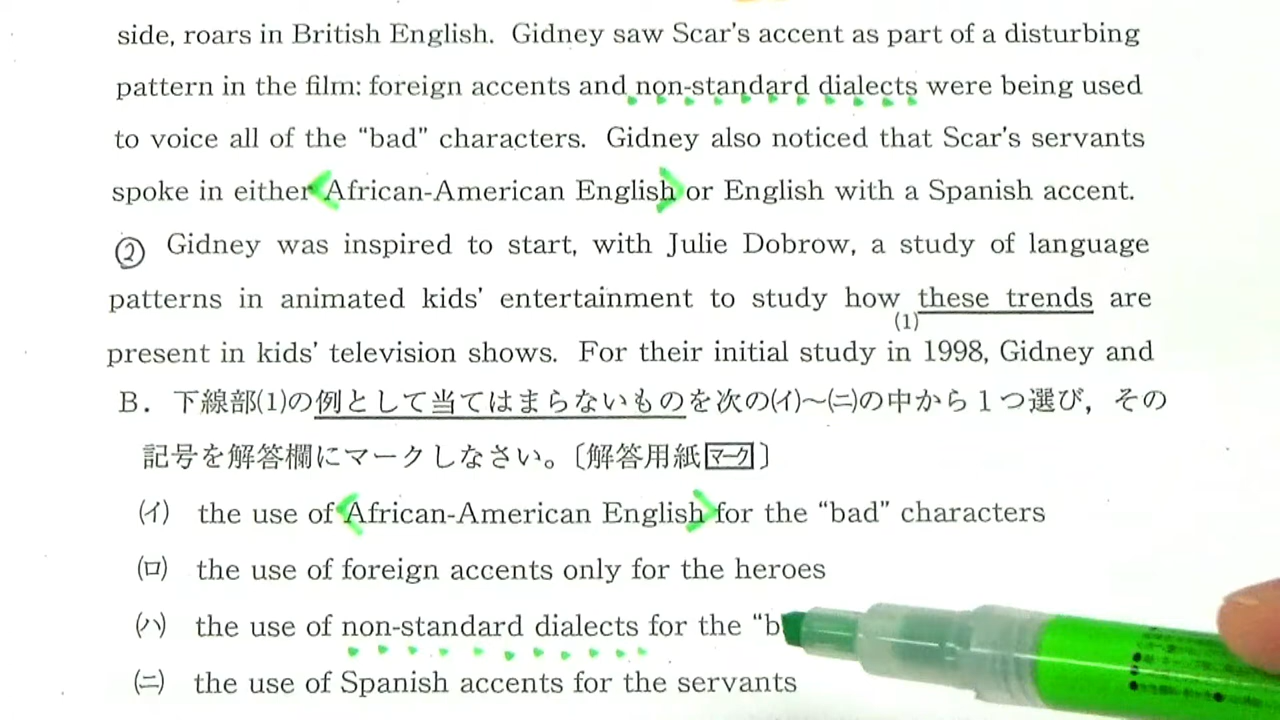 side, roars in British English. Gidney saw Scar's accent as part of a disturbing
pattern in the film: foreign accents and non-standard dialects were being used
to voice all of the “bad” characters. Gidney also noticed that Scar's servants
spoke in either African-American English or English with a Spanish accent.
② Gidney was inspired to start, with Julie Dobrow, a study of language
patterns in animated kids' entertainment to study how these trends are
(1)
present in kids' television shows. For their initial study in 1998, Gidney and
B. 下線部(1)の例として当てはまらないものを次の(イ)~(ニ)の中から1つ選び,その
記号を解答欄にマークしなさい。〔解答用紙マーク〕
(イ) the use of African-American English for the “bad” characters
(ロ) the use of foreign accents only for the heroes
(ハ) the use of non-standard dialects for the “b
(ニ) the use of Spanish accents for the servants